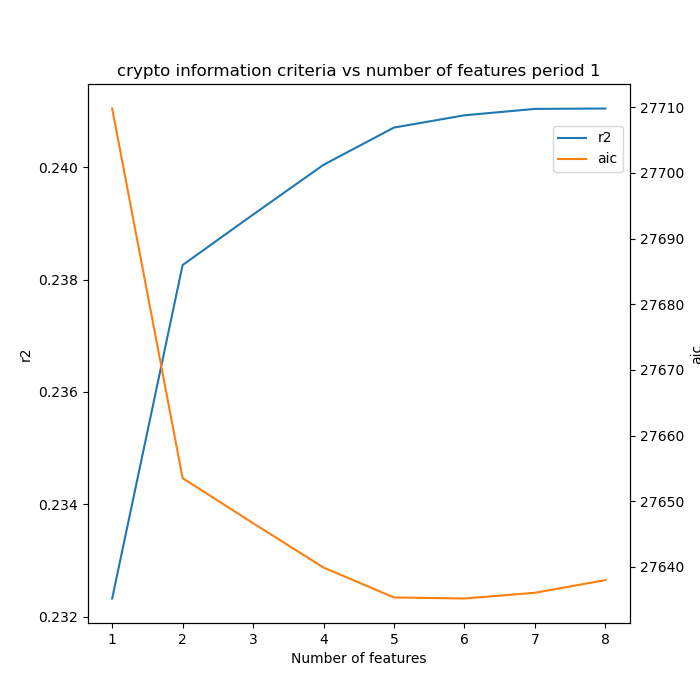 crypto information criteria vs number of features period 1
r2
0.240
0.238
0.236
0.234
0.232
27710
27700
27690
27680
27670
27660
27650
27640
aic
r2
aic
1 2 3 4 5 6 7 8
Number of features